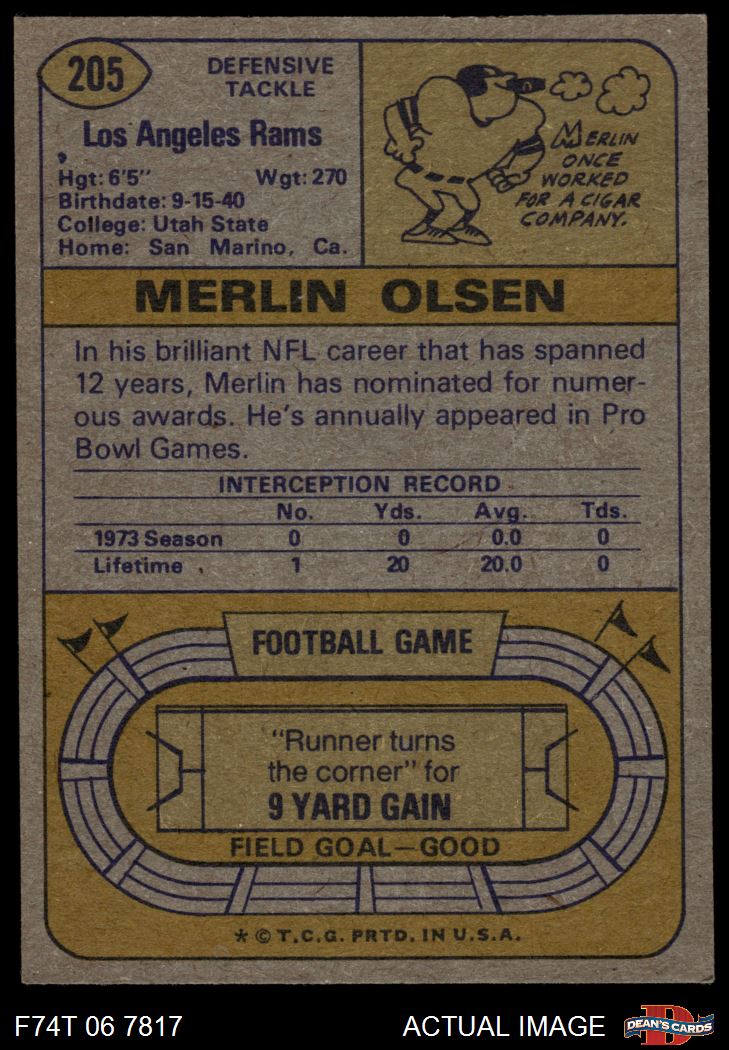 205
DEFENSIVE
TACKLE
Los Angeles Rams
Hgt: 6'5" Wgt: 270
Birthdate: 9-15-40
College: Utah State
Home: San Marino, Ca.
MERLIN
ONCE
WORKED
FOR A CIGAR
COMPANY.
MERLIN OLSEN
In his brilliant NFL career that has spanned
12 years, Merlin has nominated for numer-
ous awards. He's annually appeared in Pro
Bowl Games.
INTERCEPTION RECORD
No. Yds. Avg. Tds.
1973 Season 0 0 0.0 0
Lifetime 1 20 20.0 0
FOOTBALL GAME
"Runner turns
the corner" for
9 YARD GAIN
FIELD GOAL—GOOD
* © T.C.G. PRTD. IN U.S.A.
F74T 06 7817 ACTUAL IMAGE
D
DEAN'S CARDS